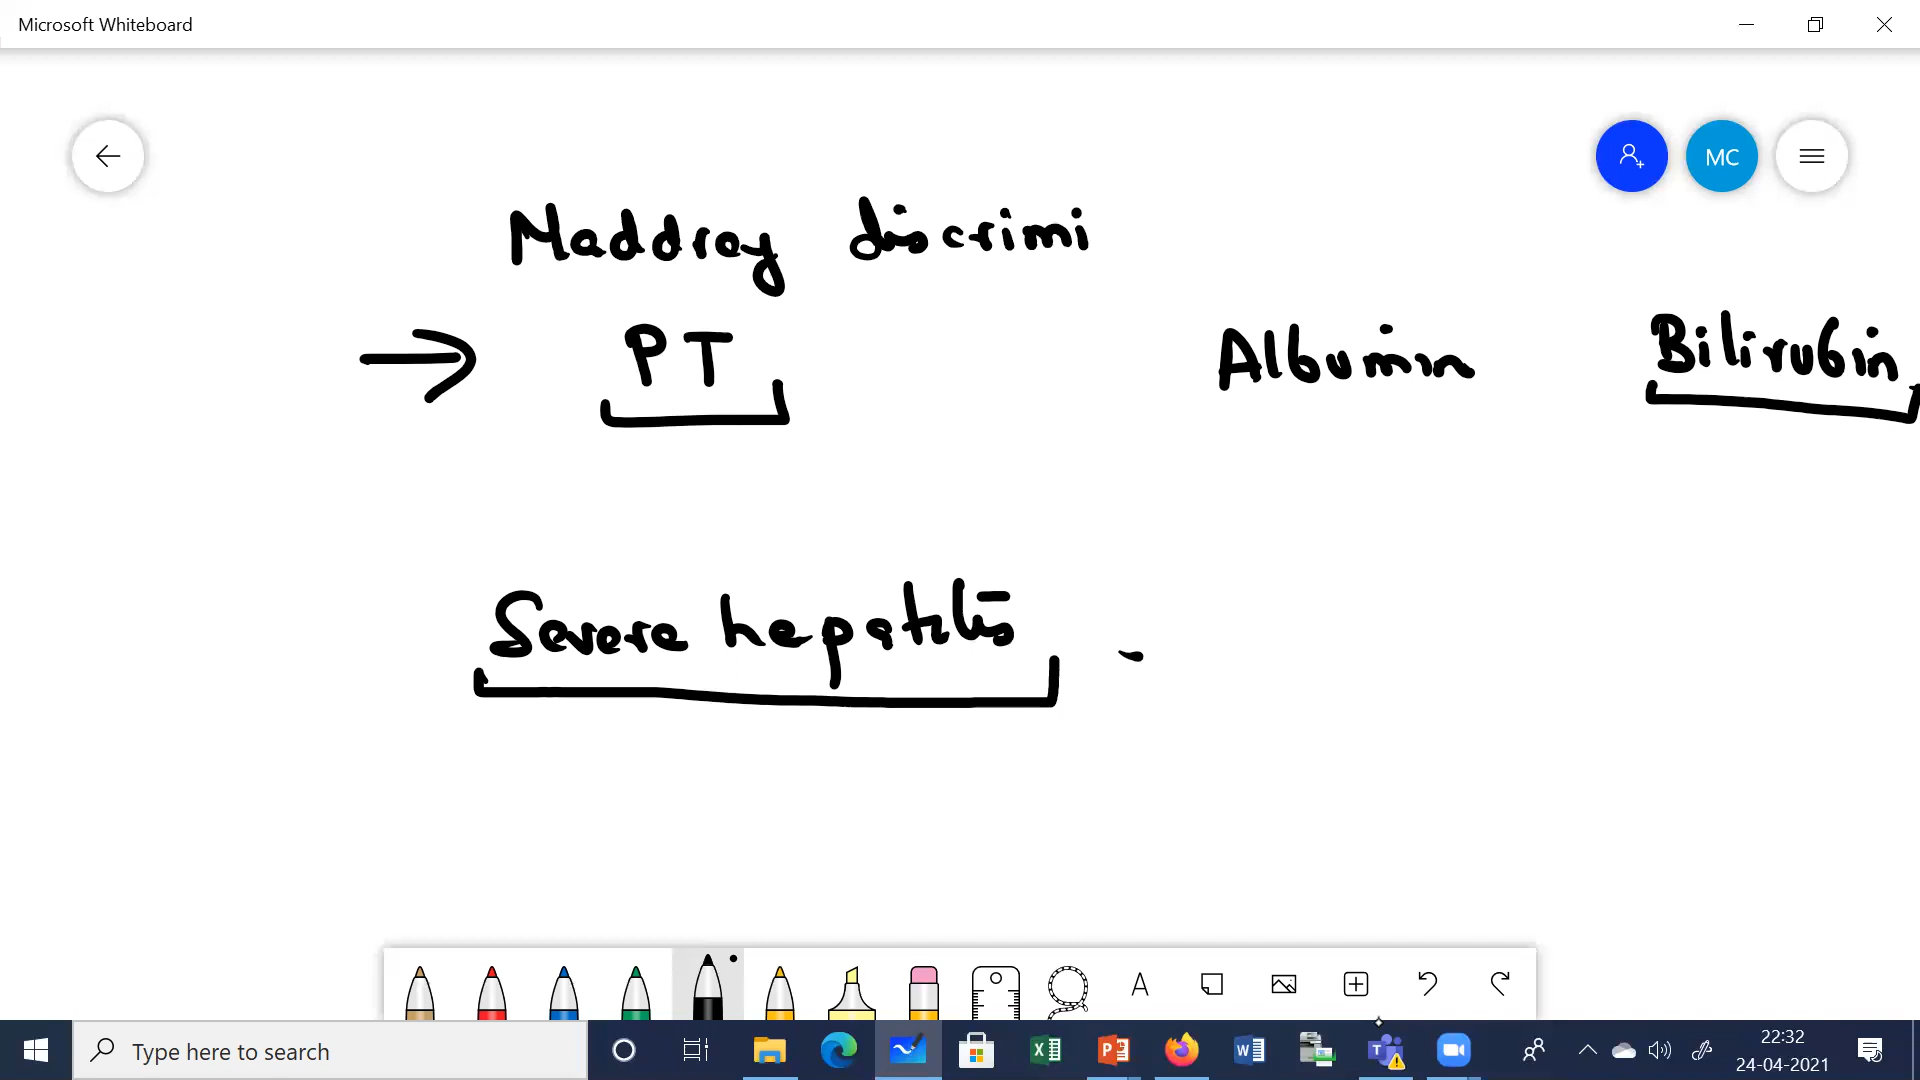 Microsoft Whiteboard
MC
Maddrey discrimi
PT Albumin Bilirubin
Severe hepatitis -
A
Type here to search
22:32
24-04-2021